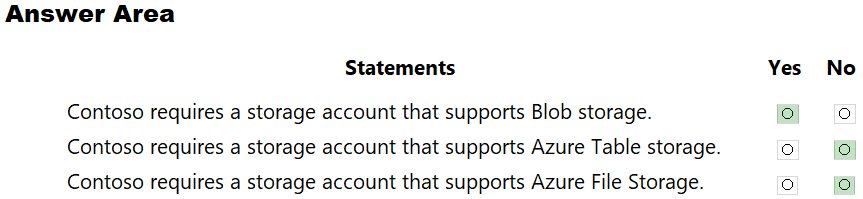 Answer Area
Statements Yes No
Contoso requires a storage account that supports Blob storage.
Contoso requires a storage account that supports Azure Table storage.
Contoso requires a storage account that supports Azure File Storage.